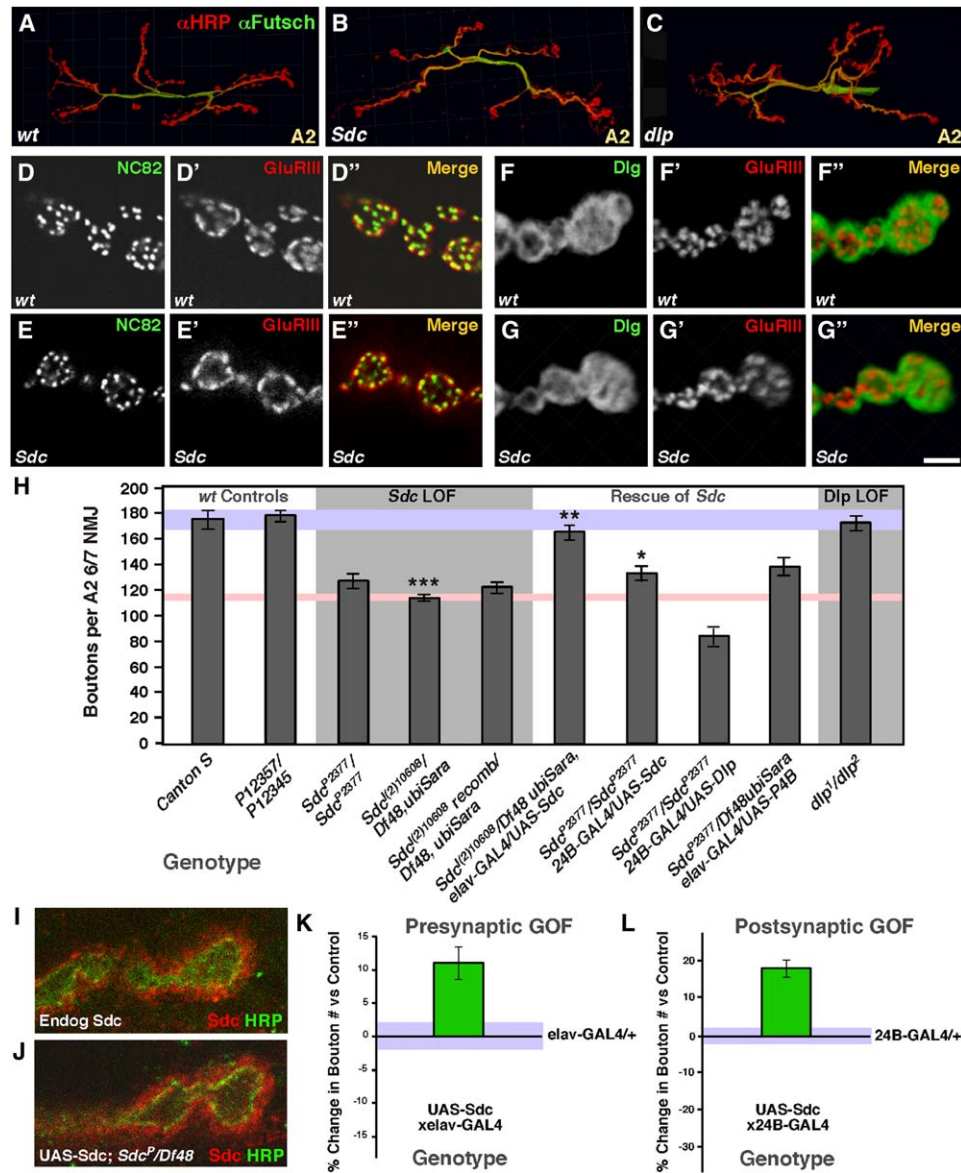 A
αHRP αFutsch
wt
A2
B
Sdc
A2
C
dlp
A2
D
NC82
wt
D'
GluRIII
wt
D"
Merge
wt
F
Dlg
wt
F'
GluRIII
wt
F"
Merge
wt
E
NC82
Sdc
E'
GluRIII
Sdc
E"
Merge
Sdc
G
Dlg
Sdc
G'
GluRIII
Sdc
G"
Merge
Sdc
H
wt Controls
Sdc LOF
Rescue of Sdc
Dlp LOF
Boutons per A2 6/7 NMJ
200
180
160
140
120
100
80
60
40
20
0
***
**
*
Canton S
P12357/
P12345
Sdc^P2377/
Sdc^P2377
Sdc^l(2)10608/
Df48,ubiSara
Sdc^l(2)10608 recomb/
Df48, ubiSara
Sdc^l(2)10608/Df48 ubiSara,
elav-GAL4/UAS-Sdc
Sdc^P2377/Sdc^P2377
24B-GAL4/UAS-Sdc
Sdc^P2377/Sdc^P2377
24B-GAL4/UAS-Dlp
Sdc^P2377/Df48ubiSara
elav-GAL4/UAS-P4B
dlp^1/dlp^2
Genotype
I
Endog Sdc
Sdc HRP
J
UAS-Sdc; Sdc^P/Df48
Sdc HRP
K
Presynaptic GOF
% Change in Bouton # vs Control
15
10
5
0
-5
-10
-15
elav-GAL4/+
UAS-Sdc
xelav-GAL4
Genotype
L
Postsynaptic GOF
% Change in Bouton # vs Control
20
10
0
-10
-20
-30
24B-GAL4/+
UAS-Sdc
x24B-GAL4
Genotype